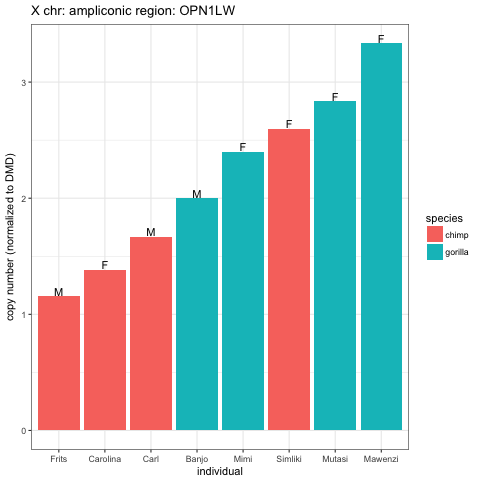 X chr: ampliconic region: OPN1LW
copy number (normalized to DMD)
3
2
1
0
M
F
M
M
F
F
F
F
Frits
Carolina
Carl
Banjo
Mimi
Simliki
Mutasi
Mawenzi
individual
species
chimp
gorilla